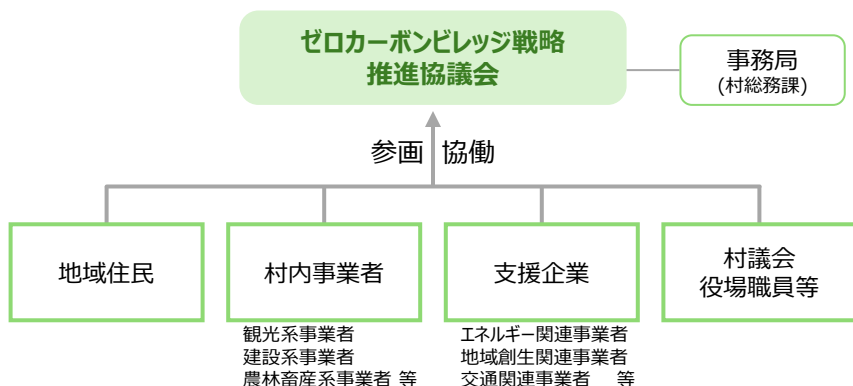 ゼロカーボンビレッジ戦略
推進協議会
事務局
(村総務課)
参画 協働
地域住民
村内事業者
支援企業
村議会
役場職員等
観光系事業者
建設系事業者
農林畜産系事業者 等
エネルギー関連事業者
地域創生関連事業者
交通関連事業者 等